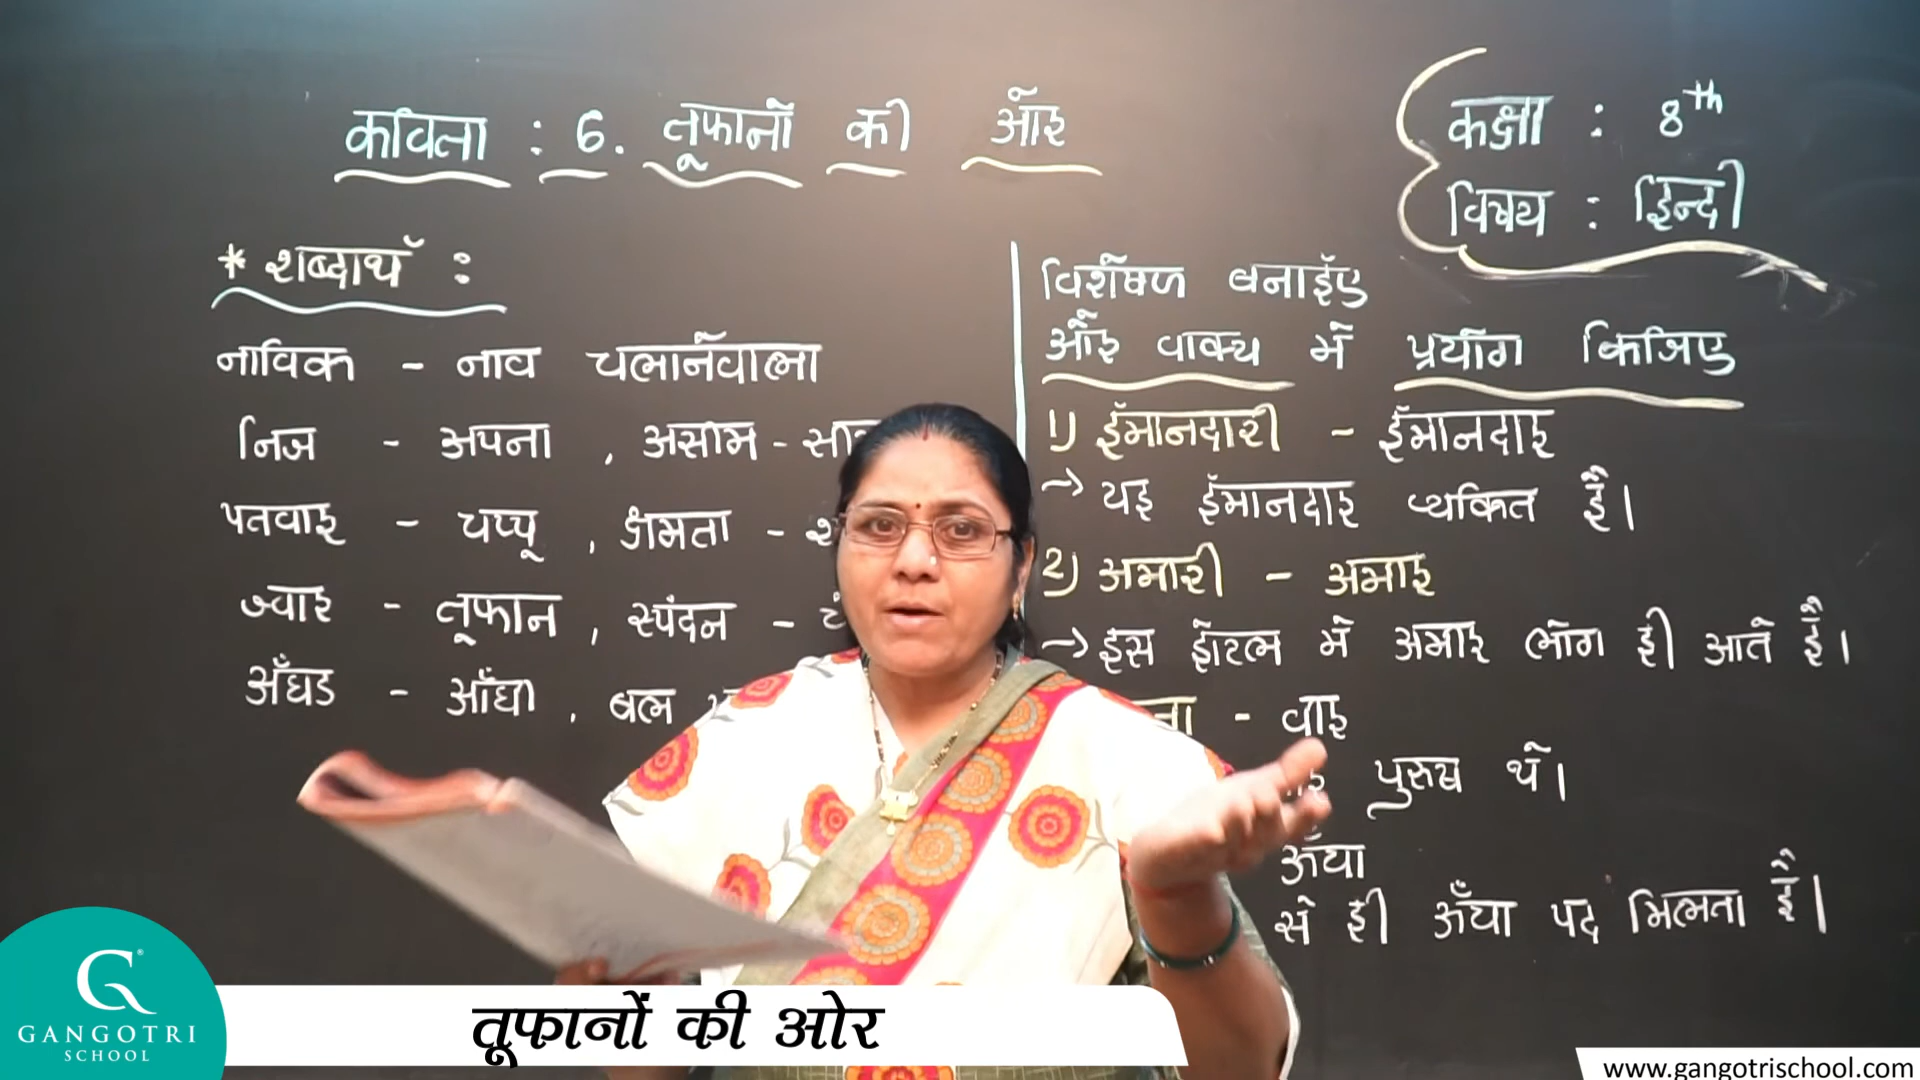 कविता : 6. तूफानों की ओर
कक्षा : 8th
विषय : हिन्दी
* शब्दार्थ :
नाविक - नाव चलानेवाला
निज - अपना , असीम -
पतवार - चप्पू , क्षमता -
ज्वार - तूफान , स्पंदन -
अँधड - आँधी , बल
विशेषण बनाईए
और वाक्य में प्रयोग किजिए
1) ईमानदारी - ईमानदार
→ यह ईमानदार व्यकित है।
2) अमीरी - अमीर
→ इस होटल में अमीर लोग ही आते है।
- वीर
पुरुष थे।
ऊँचा
से ही ऊँचा पद मिलता है।
तूफानों की ओर
GANGOTRI
SCHOOL
www.gangotrischool.com